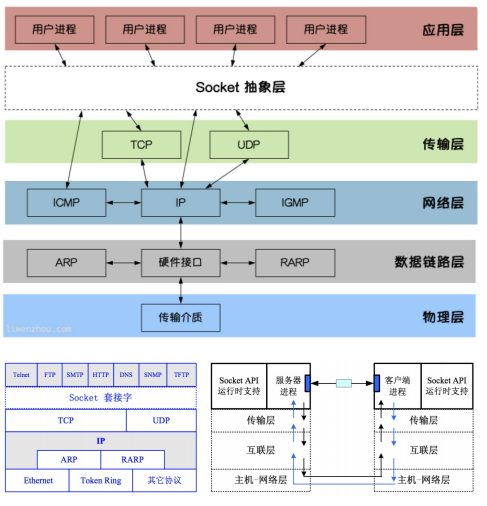 用户进程 用户进程 用户进程 用户进程 应用层
Socket 抽象层
TCP UDP 传输层
ICMP IP IGMP 网络层
ARP 硬件接口 RARP 数据链路层
传输介质 物理层
liwenzhou.com
Telnet FTP SMTP HTTP DNS SNMP TFTP
Socket 套接字
TCP UDP
IP
ARP RARP
Ethernet Token Ring 其它协议
Socket API
运行时支持
服务器
进程
客户端
进程
Socket API
运行时支持
传输层 传输层
互联层 互联层
主机-网络层 主机-网络层